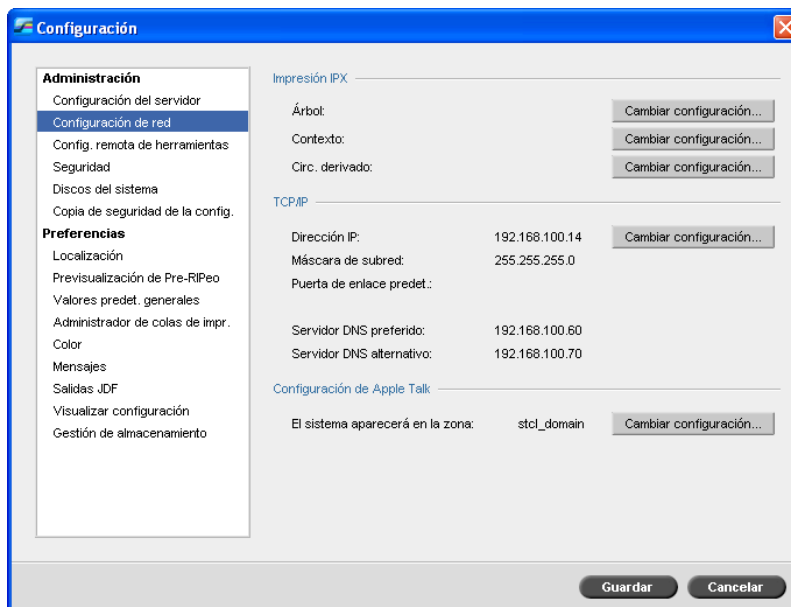 Configuración
Administración
Configuración del servidor
Configuración de red
Config. remota de herramientas
Seguridad
Discos del sistema
Copia de seguridad de la config.
Preferencias
Localización
Previsualización de Pre-RIPeo
Valores predet. generales
Administrador de colas de impr.
Color
Mensajes
Salidas JDF
Visualizar configuración
Gestión de almacenamiento
Impresión IPX
Árbol: Cambiar configuración...
Contexto: Cambiar configuración...
Circ. derivado: Cambiar configuración...
TCP/IP
Dirección IP: 192.168.100.14 Cambiar configuración...
Máscara de subred: 255.255.255.0
Puerta de enlace predet.:
Servidor DNS preferido: 192.168.100.60
Servidor DNS alternativo: 192.168.100.70
Configuración de Apple Talk
El sistema aparecerá en la zona: stcl_domain Cambiar configuración...
Guardar Cancelar